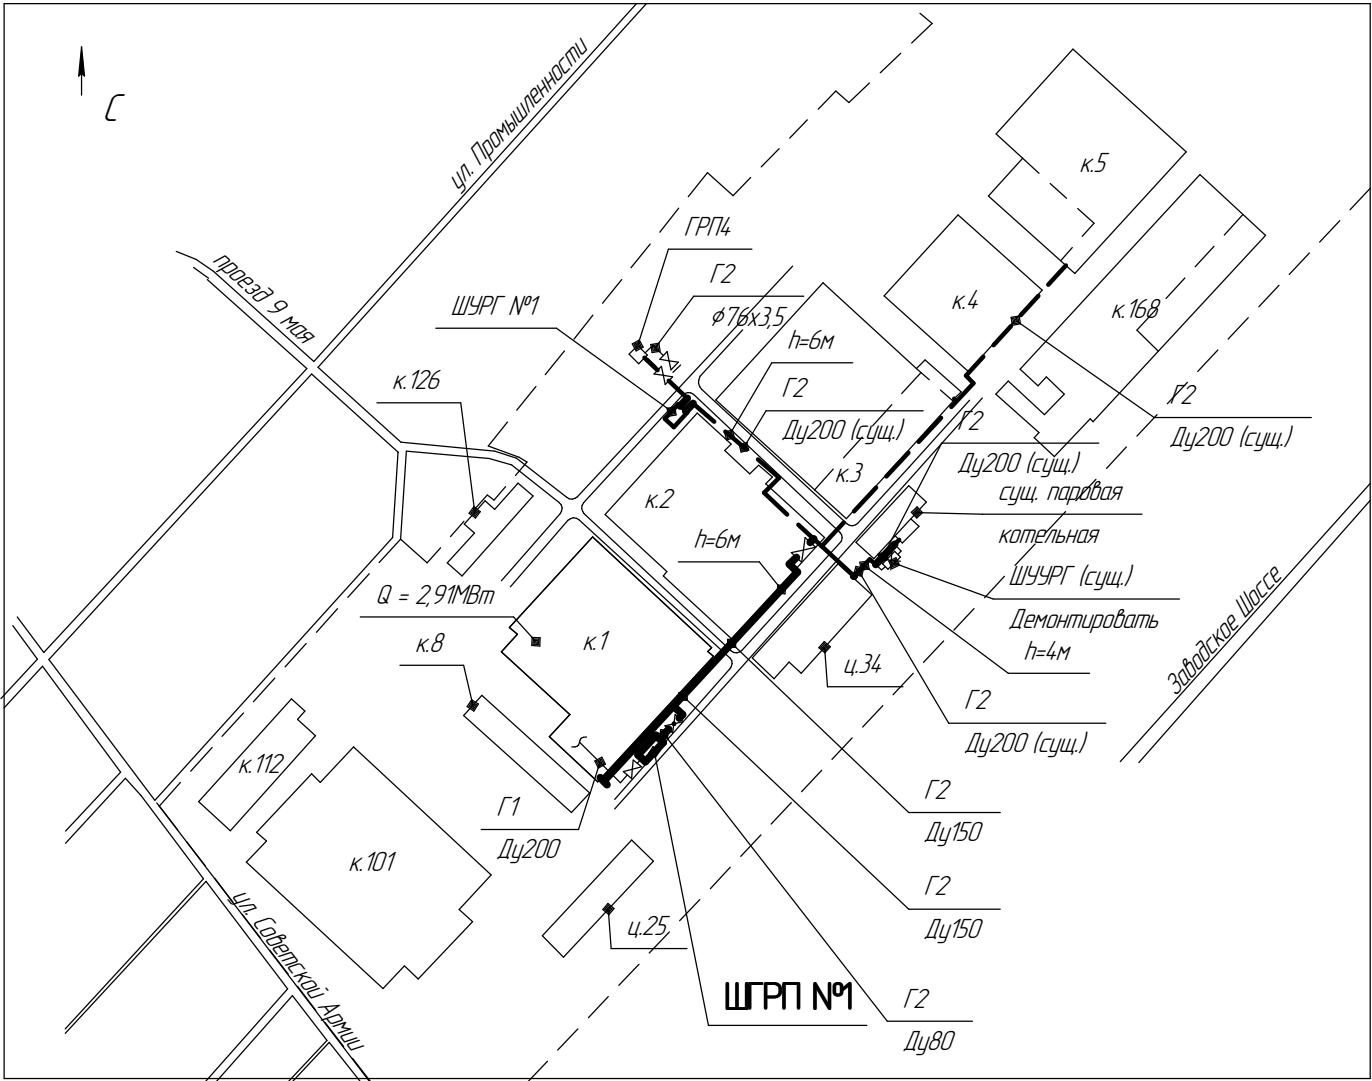 С
ул. Промышленности
проезд 9 мая
ГРП4
Г2
φ76х3,5
ШУРГ №1
h=6м
Г2
Ду200 (сущ.)
к.5
к.4
к.168
Г2
Ду200 (сущ.)
к.126
к.3
Г2
Ду200 (сущ.)
сущ. паровая
котельная
к.2
h=6м
ШУУРГ (сущ.)
Демонтировать
h=4м
Q = 2,91МВт
к.1
к.8
ц.34
Заводское Шоссе
Г2
Ду200 (сущ.)
к.112
Г1
Ду200
Г2
Ду150
к.101
Г2
Ду150
ц.25
ул. Советской Армии
ШГРП №1
Г2
Ду80